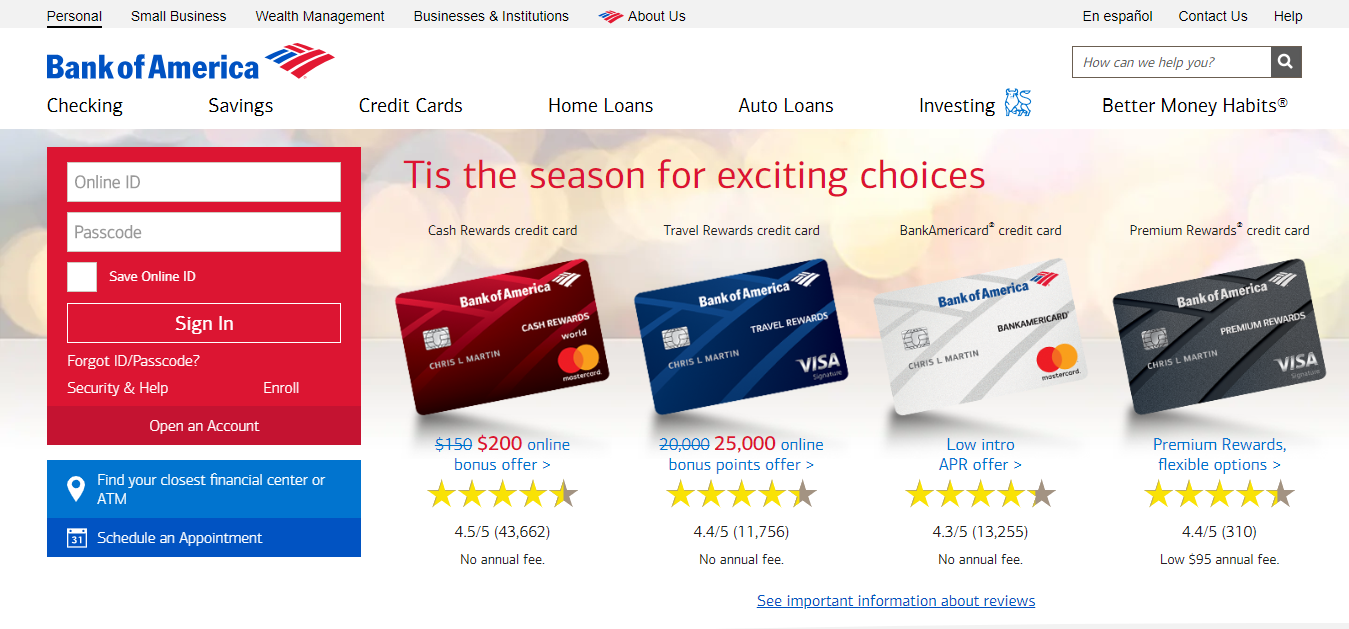 Personal Small Business Wealth Management Businesses & Institutions About Us En español Contact Us Help
Bank of America
How can we help you?
Checking Savings Credit Cards Home Loans Auto Loans Investing Better Money Habits®
Online ID
Passcode
Save Online ID
Sign In
Forgot ID/Passcode?
Security & Help Enroll
Open an Account
Find your closest financial center or
ATM
31 Schedule an Appointment
Tis the season for exciting choices
Cash Rewards credit card
Bank of America
CASH REWARDS
world
CHRIS L MARTIN
mastercard
$150 $200 online
bonus offer >
4.5/5 (43,662)
No annual fee.
Travel Rewards credit card
Bank of America
TRAVEL REWARDS
CHRIS L MARTIN
VISA
Signature
20,000 25,000 online
bonus points offer >
4.4/5 (11,756)
No annual fee.
BankAmericard® credit card
Bank of America
BANKAMERICARD®
CHRIS L MARTIN
mastercard
Low intro
APR offer >
4.3/5 (13,255)
No annual fee.
Premium Rewards® credit card
Bank of America
PREMIUM REWARDS
CHRIS L MARTIN
VISA
Signature
Premium Rewards,
flexible options >
4.4/5 (310)
Low $95 annual fee.
See important information about reviews